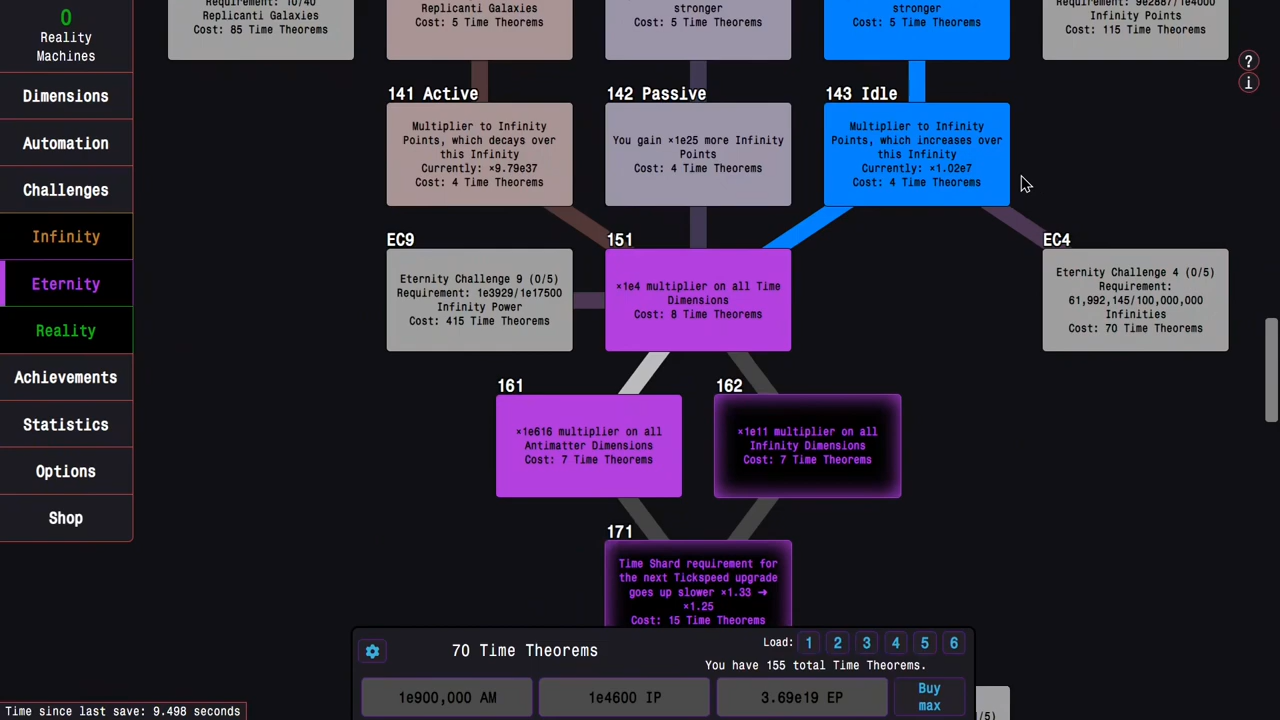 0
Reality
Machines
Dimensions
Automation
Challenges
Infinity
Eternity
Reality
Achievements
Statistics
Options
Shop
Time since last save: 9.498 seconds
Requirement: 10/40
Replicanti Galaxies
Cost: 85 Time Theorems
Replicanti Galaxies
Cost: 5 Time Theorems
stronger
Cost: 5 Time Theorems
stronger
Cost: 5 Time Theorems
Requirement: 9e2887/1e4000
Infinity Points
Cost: 115 Time Theorems
?
i
141 Active
Multiplier to Infinity
Points, which decays over
this Infinity
Currently: ×9.79e37
Cost: 4 Time Theorems
142 Passive
You gain ×1e25 more Infinity
Points
Cost: 4 Time Theorems
143 Idle
Multiplier to Infinity
Points, which increases over
this Infinity
Currently: ×1.02e7
Cost: 4 Time Theorems
EC9
Eternity Challenge 9 (0/5)
Requirement: 1e3929/1e17500
Infinity Power
Cost: 415 Time Theorems
151
×1e4 multiplier on all Time
Dimensions
Cost: 8 Time Theorems
EC4
Eternity Challenge 4 (0/5)
Requirement:
61,992,145/100,000,000
Infinities
Cost: 70 Time Theorems
161
×1e616 multiplier on all
Antimatter Dimensions
Cost: 7 Time Theorems
162
×1e11 multiplier on all
Infinity Dimensions
Cost: 7 Time Theorems
171
Time Shard requirement for
the next Tickspeed upgrade
goes up slower ×1.33 ➜
×1.25
Cost: 15 Time Theorems
70 Time Theorems
Load: 1 2 3 4 5 6
You have 155 total Time Theorems.
1e900,000 AM
1e4600 IP
3.69e19 EP
Buy
max
/5)